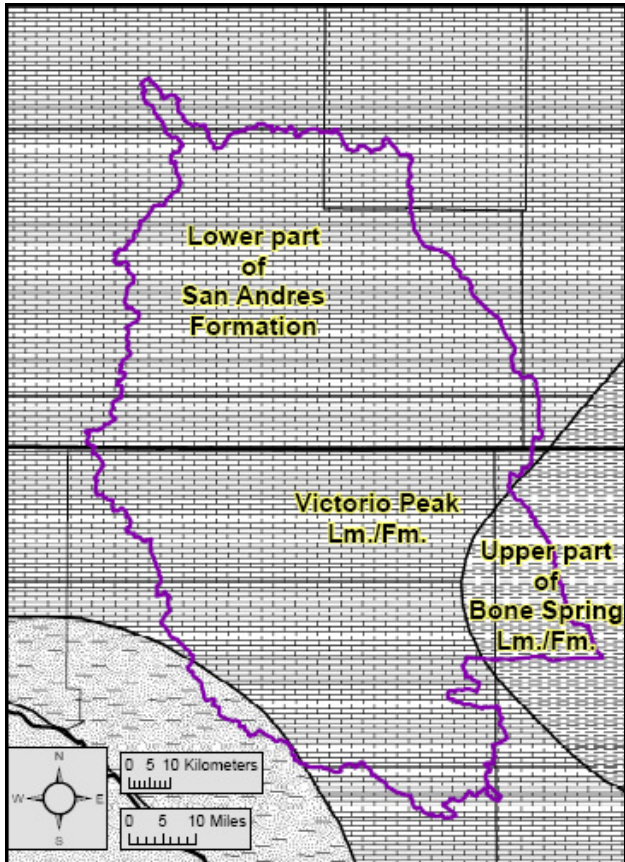 Lower part
of
San Andres
Formation
Victorio Peak
Lm./Fm.
Upper part
of
Bone Spring
Lm./Fm.
N
W
E
S
0 5 10 Kilometers
0 5 10 Miles